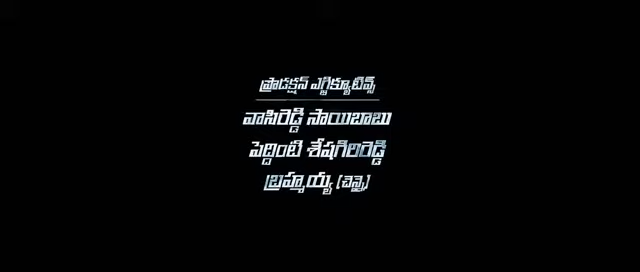 ప్రొడక్షన్ ఎగ్జిక్యూటివ్స్
వాసిరెడ్డి సాయిబాబు
పెద్దింటి శేషగిరిరెడ్డి
బ్రహ్మయ్య (చెన్నై)